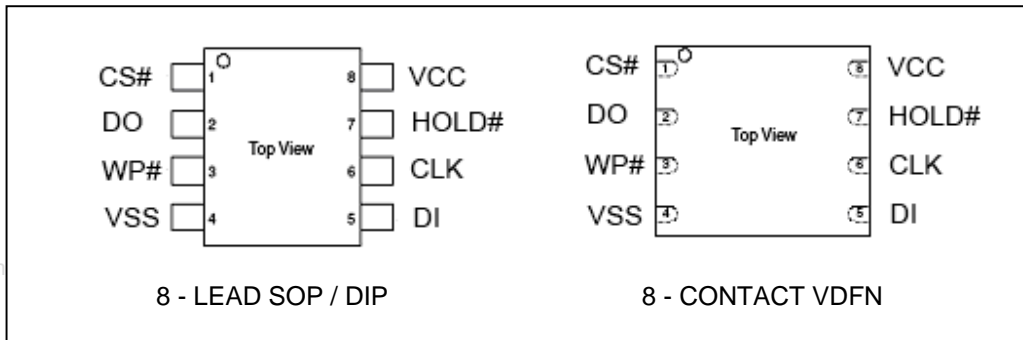 CS# 1 8 VCC
DO 2 7 HOLD#
WP# 3 6 CLK
VSS 4 5 DI
Top View
8 - LEAD SOP / DIP
CS# 1 8 VCC
DO 2 7 HOLD#
WP# 3 6 CLK
VSS 4 5 DI
Top View
8 - CONTACT VDFN